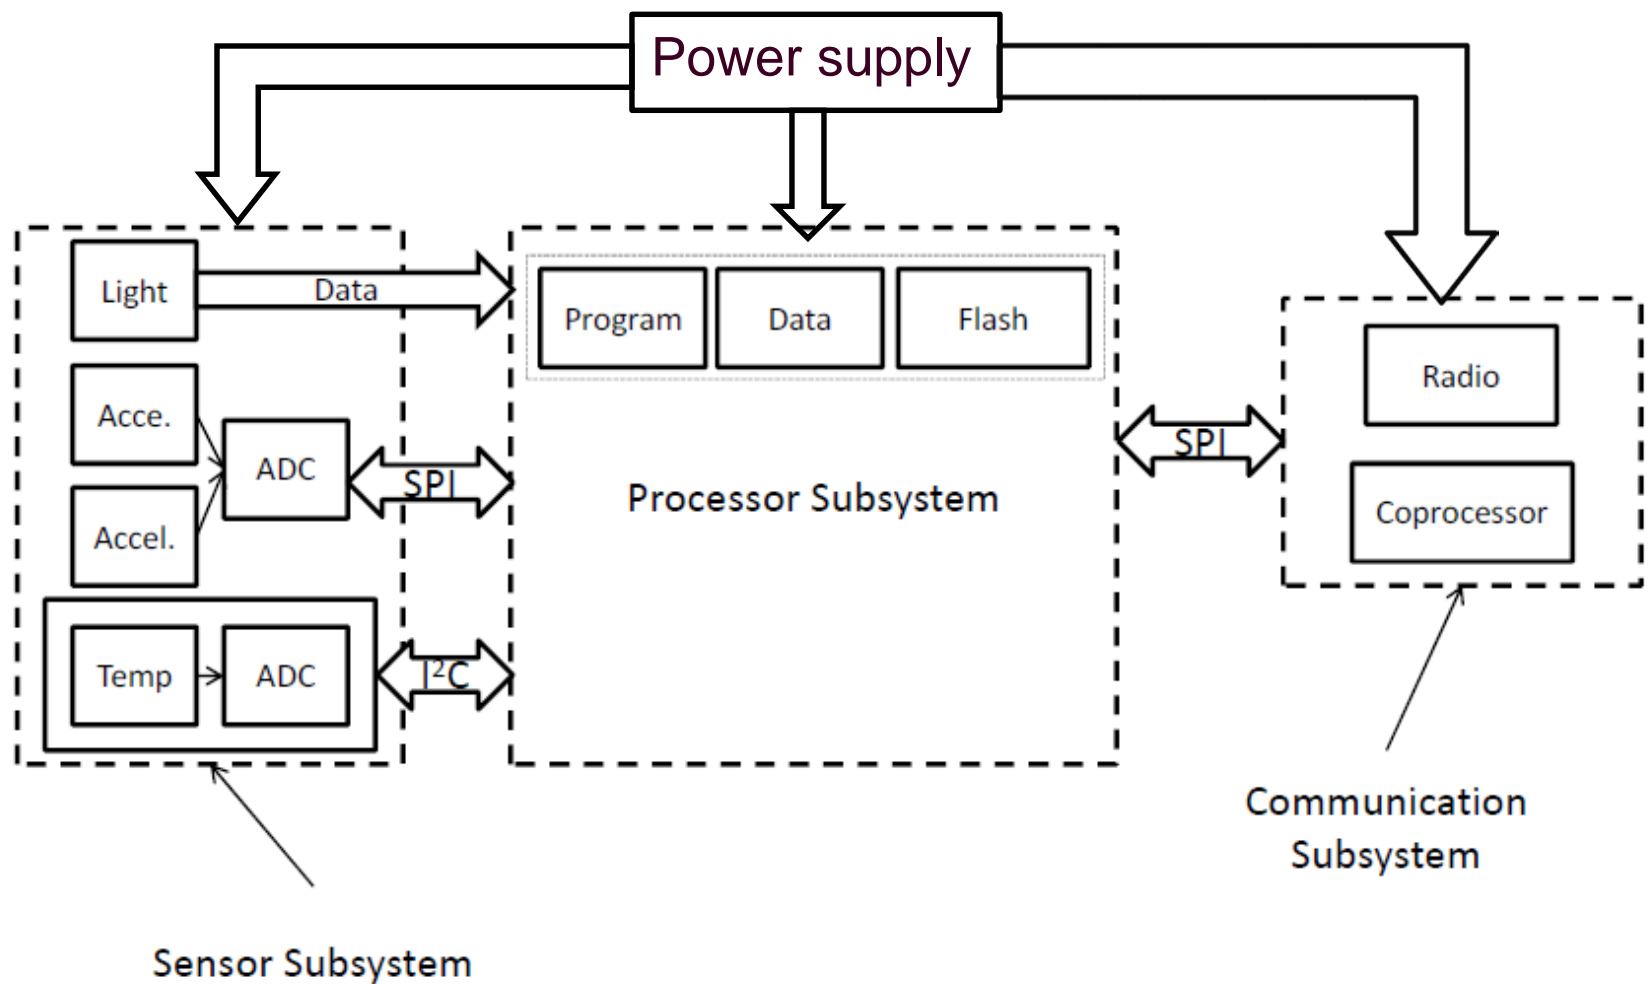 Power supply
Light
Data
Program
Data
Flash
Radio
Acce.
ADC
SPI
SPI
Processor Subsystem
Coprocessor
Accel.
Temp
ADC
I²C
Communication
Subsystem
Sensor Subsystem